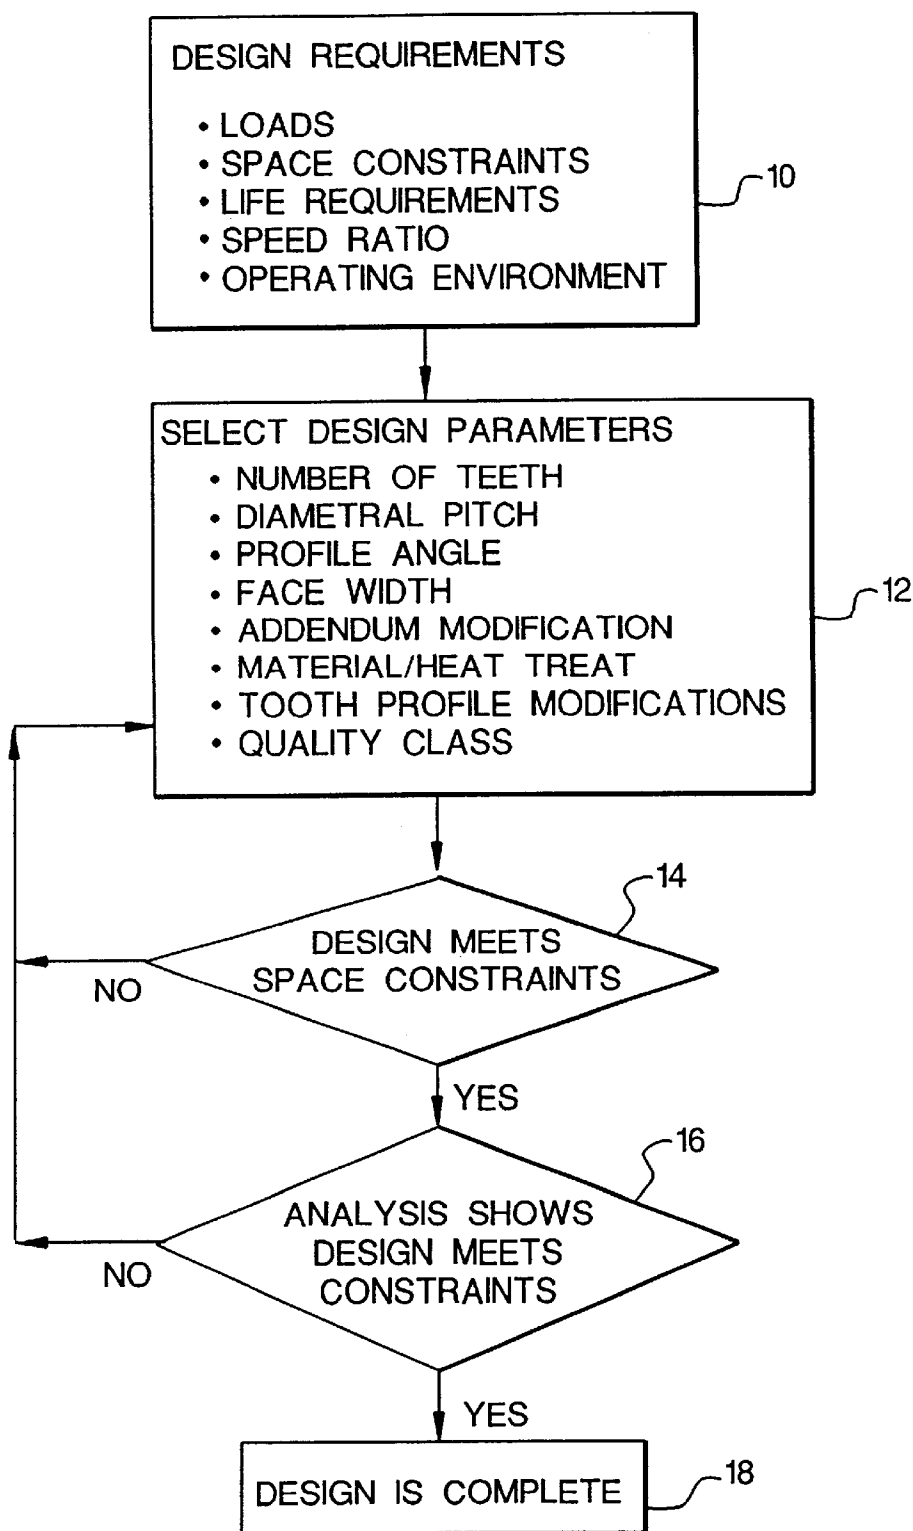 DESIGN REQUIREMENTS
• LOADS
• SPACE CONSTRAINTS
• LIFE REQUIREMENTS
• SPEED RATIO
• OPERATING ENVIRONMENT
10
SELECT DESIGN PARAMETERS
• NUMBER OF TEETH
• DIAMETRAL PITCH
• PROFILE ANGLE
• FACE WIDTH
• ADDENDUM MODIFICATION
• MATERIAL/HEAT TREAT
• TOOTH PROFILE MODIFICATIONS
• QUALITY CLASS
12
14
DESIGN MEETS
SPACE CONSTRAINTS
NO
YES
16
ANALYSIS SHOWS
DESIGN MEETS
CONSTRAINTS
NO
YES
DESIGN IS COMPLETE
18